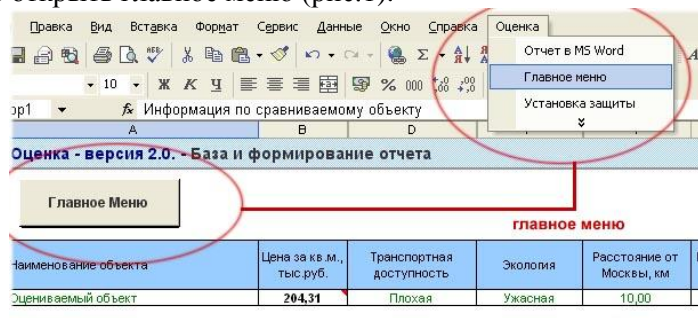 открыть главное меню (рис.1).
Правка Вид Вставка Формат Сервис Данные Окно Справка Оценка
Отчет в MS Word
10 Ж К Ч % 000
Главное меню
Информация по сравниваемому объекту
Установка защиты
A B D
Оценка - версия 2.0. - База и формирование отчета
Главное Меню
главное меню
Наименование объекта Цена за кв.м., тыс.руб. Транспортная доступность Экология Расстояние от Москвы, км
Оцениваемый объект 204,31 Плохая Ужасная 10,00